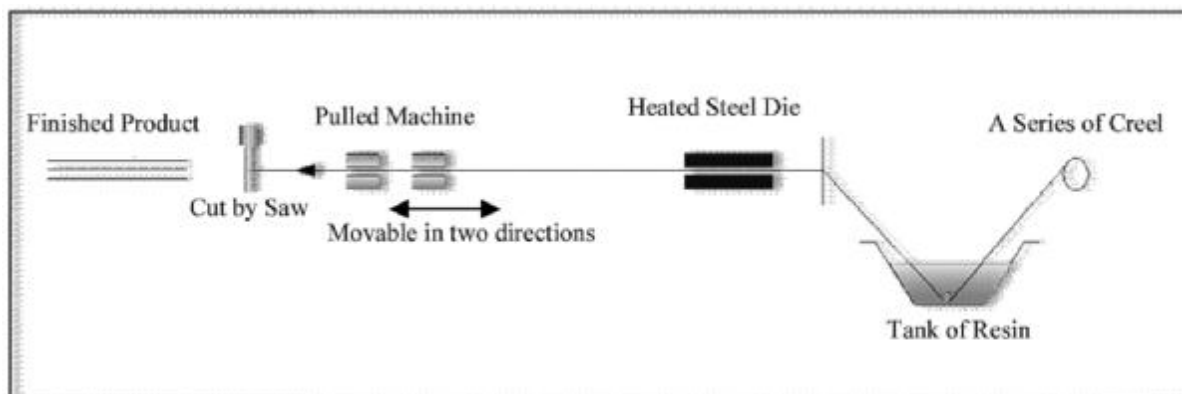 Finished Product
Pulled Machine
Heated Steel Die
A Series of Creel
Cut by Saw
Movable in two directions
Tank of Resin